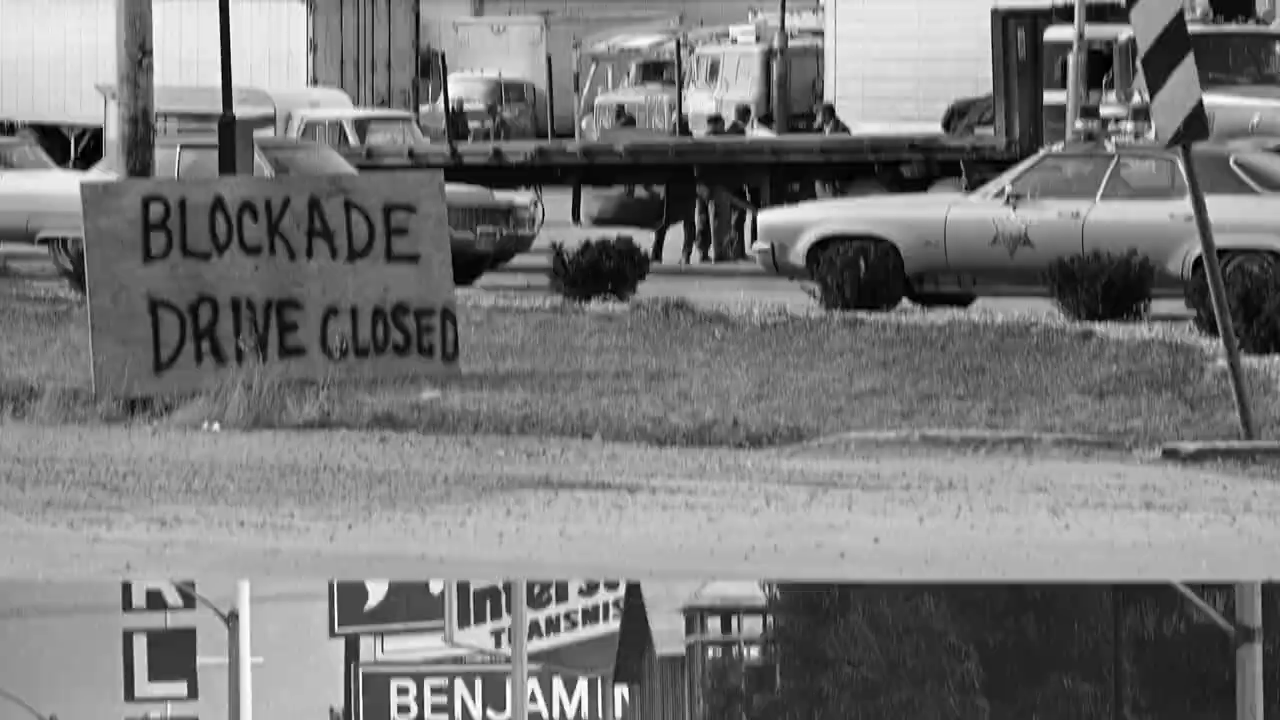 BLOCKADE
DRIVE CLOSED
L
TRANSMIS
BENJAMIN